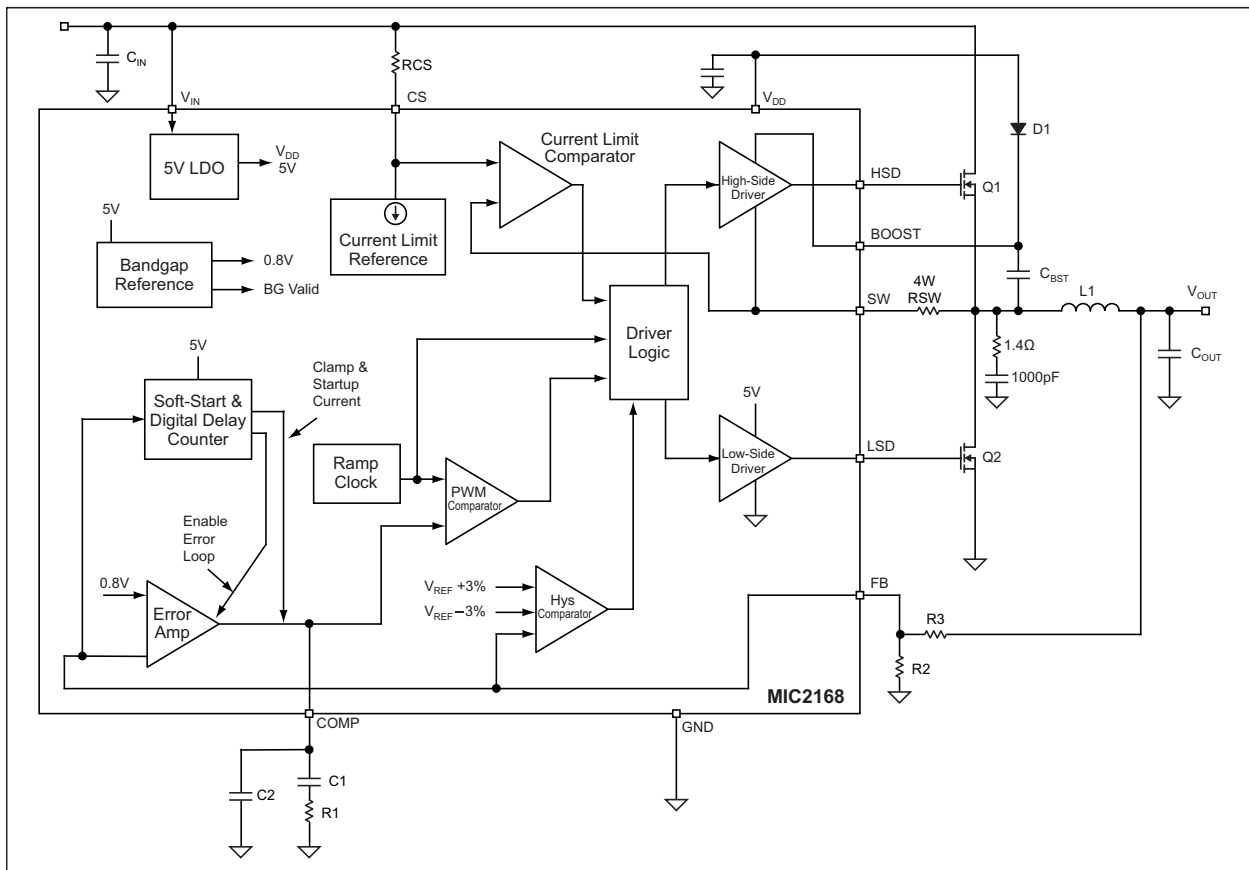 C_IN
RCS
V_IN
CS
V_DD
D1
5V LDO
V_DD
5V
Current Limit
Comparator
High-Side
Driver
HSD
Q1
Current Limit
Reference
BOOST
5V
Bandgap
Reference
0.8V
BG Valid
C_BST
4W
RSW
SW
L1
V_OUT
Driver
Logic
1.4Ω
1000pF
C_OUT
5V
Soft-Start &
Digital Delay
Counter
Clamp &
Startup
Current
5V
Low-Side
Driver
LSD
Q2
Ramp
Clock
PWM
Comparator
Enable
Error
Loop
0.8V
Error
Amp
V_REF +3%
V_REF –3%
Hys
Comparator
FB
R3
R2
MIC2168
COMP
GND
C2
C1
R1